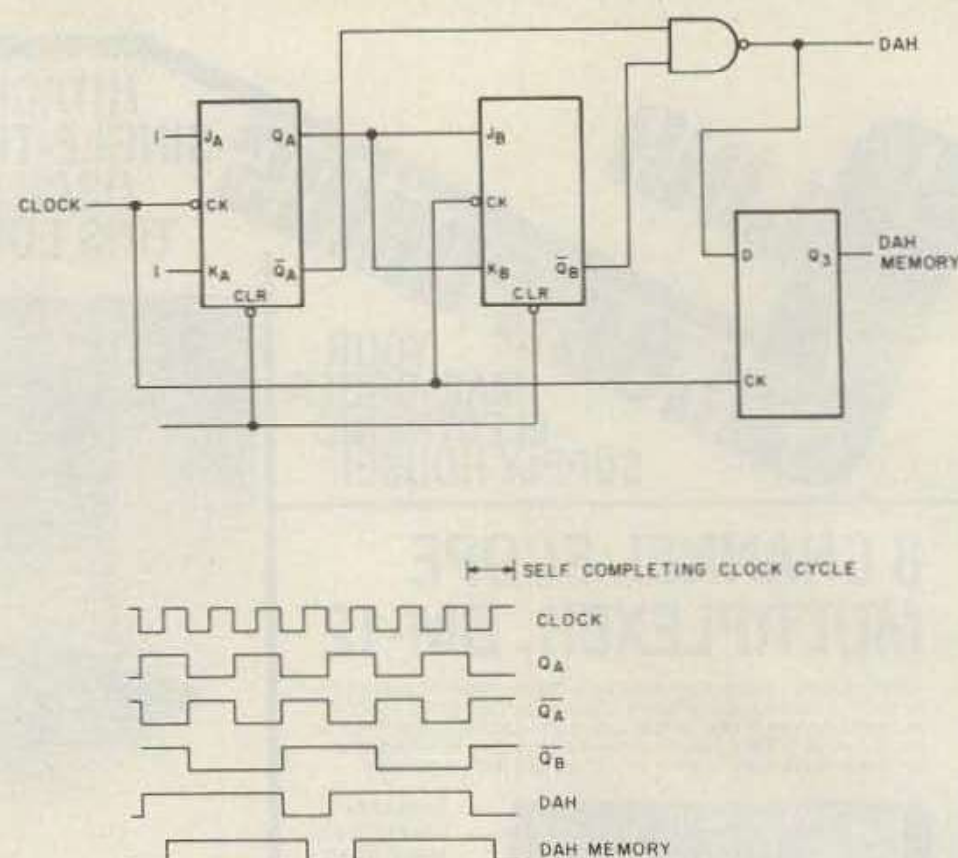 DAH
1
J_A
Q_A
J_B
CLOCK
CK
CK
D
Q_3
DAH
MEMORY
1
K_A
Q̅_A
K_B
Q̅_B
CLR
CLR
CK
SELF COMPLETING CLOCK CYCLE
CLOCK
Q_A
Q̅_A
Q̅_B
DAH
DAH MEMORY